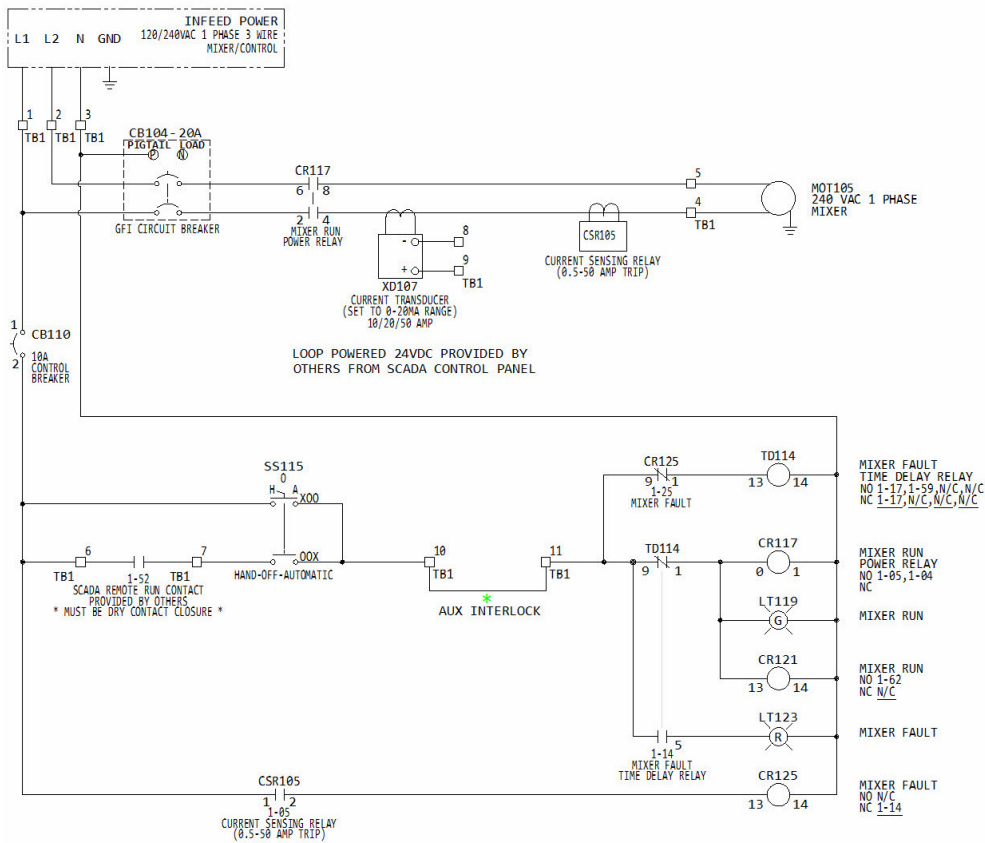 INFEED POWER
L1 L2 N GND
120/240VAC 1 PHASE 3 WIRE
MIXER/CONTROL
1 2 3
TB1 TB1 TB1
CB104-20A
PIGTAIL LOAD
P N
GFI CIRCUIT BREAKER
CR117
6 8
2 4
MIXER RUN
POWER RELAY
5
4
TB1
MOT105
240 VAC 1 PHASE
MIXER
- 8
+ 9
TB1
XD107
CURRENT TRANSDUCER
(SET TO 0-20MA RANGE)
10/20/50 AMP
CSR105
CURRENT SENSING RELAY
(0.5-50 AMP TRIP)
LOOP POWERED 24VDC PROVIDED BY
OTHERS FROM SCADA CONTROL PANEL
1
2
CB110
10A
CONTROL
BREAKER
SS115
O
H A
XOO
OOX
HAND-OFF-AUTOMATIC
6 7
TB1 TB1
1-52
SCADA REMOTE RUN CONTACT
PROVIDED BY OTHERS
* MUST BE DRY CONTACT CLOSURE *
10 11
TB1 TB1
*
AUX INTERLOCK
CR125
9 1
1-25
MIXER FAULT
TD114
13 14
MIXER FAULT
TIME DELAY RELAY
NO 1-17,1-59,N/C,N/C
NC 1-17,N/C,N/C,N/C
TD114
9 1
CR117
0 1
MIXER RUN
POWER RELAY
NO 1-05,1-04
NC
LT119
G
MIXER RUN
CR121
13 14
MIXER RUN
NO 1-62
NC N/C
LT123
R
MIXER FAULT
5
1-14
MIXER FAULT
TIME DELAY RELAY
CSR105
1 2
1-05
CURRENT SENSING RELAY
(0.5-50 AMP TRIP)
CR125
13 14
MIXER FAULT
NO N/C
NC 1-14